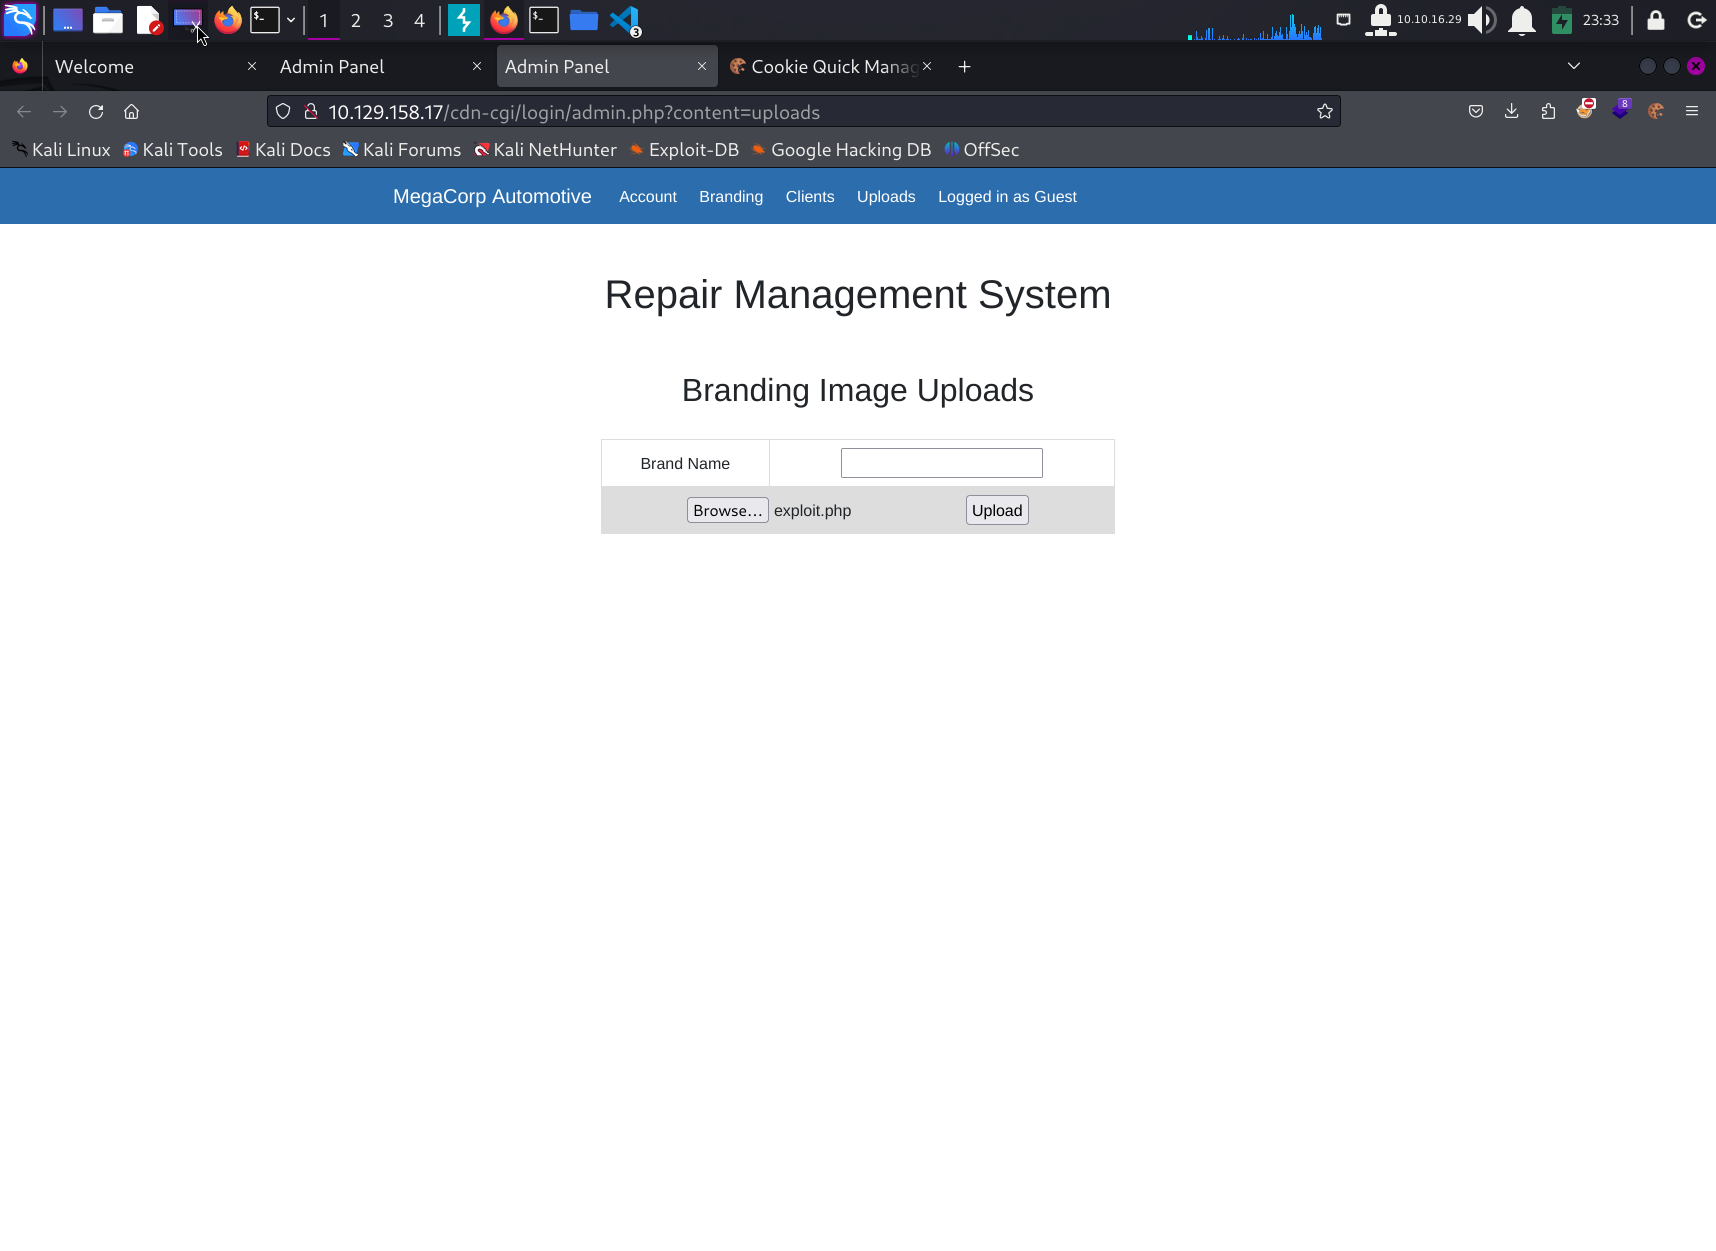 1 2 3 4 3 10.10.16.29 23:33
Welcome Admin Panel Admin Panel Cookie Quick Manag
10.129.158.17/cdn-cgi/login/admin.php?content=uploads 8
Kali Linux Kali Tools Kali Docs Kali Forums Kali NetHunter Exploit-DB Google Hacking DB OffSec
MegaCorp Automotive Account Branding Clients Uploads Logged in as Guest
Repair Management System
Branding Image Uploads
Brand Name
Browse... exploit.php Upload